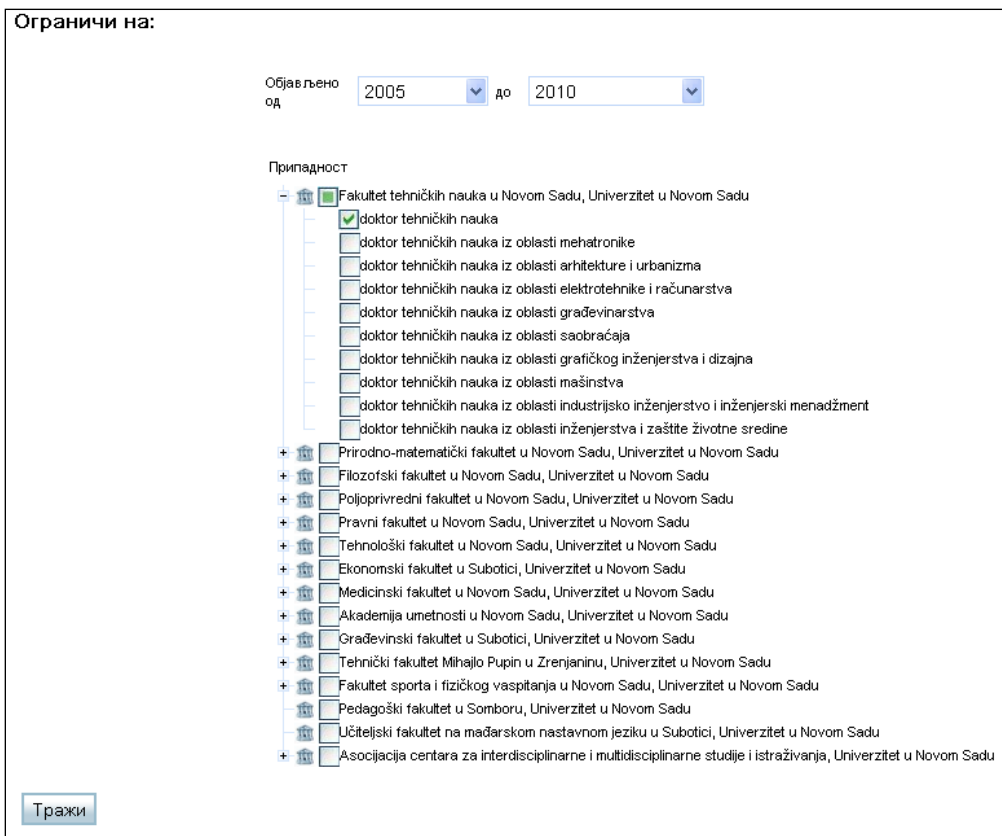 Ограничи на:
Објављено
од
2005 до 2010
Припадност
Fakultet tehničkih nauka u Novom Sadu, Univerzitet u Novom Sadu
doktor tehničkih nauka
doktor tehničkih nauka iz oblasti mehatronike
doktor tehničkih nauka iz oblasti arhitekture i urbanizma
doktor tehničkih nauka iz oblasti elektrotehnike i računarstva
doktor tehničkih nauka iz oblasti građevinarstva
doktor tehničkih nauka iz oblasti saobraćaja
doktor tehničkih nauka iz oblasti grafičkog inženjerstva i dizajna
doktor tehničkih nauka iz oblasti mašinstva
doktor tehničkih nauka iz oblasti industrijsko inženjerstvo i inženjerski menadžment
doktor tehničkih nauka iz oblasti inženjerstva i zaštite životne sredine
Prirodno-matematički fakultet u Novom Sadu, Univerzitet u Novom Sadu
Filozofski fakultet u Novom Sadu, Univerzitet u Novom Sadu
Poljoprivredni fakultet u Novom Sadu, Univerzitet u Novom Sadu
Pravni fakultet u Novom Sadu, Univerzitet u Novom Sadu
Tehnološki fakultet u Novom Sadu, Univerzitet u Novom Sadu
Ekonomski fakultet u Subotici, Univerzitet u Novom Sadu
Medicinski fakultet u Novom Sadu, Univerzitet u Novom Sadu
Akademija umetnosti u Novom Sadu, Univerzitet u Novom Sadu
Građevinski fakultet u Subotici, Univerzitet u Novom Sadu
Tehnički fakultet Mihajlo Pupin u Zrenjaninu, Univerzitet u Novom Sadu
Fakultet sporta i fizičkog vaspitanja u Novom Sadu, Univerzitet u Novom Sadu
Pedagoški fakultet u Somboru, Univerzitet u Novom Sadu
Učiteljski fakultet na mađarskom nastavnom jeziku u Subotici, Univerzitet u Novom Sadu
Asocijacija centara za interdisciplinarne i multidisciplinarne studije i istraživanja, Univerzitet u Novom Sadu
Тражи